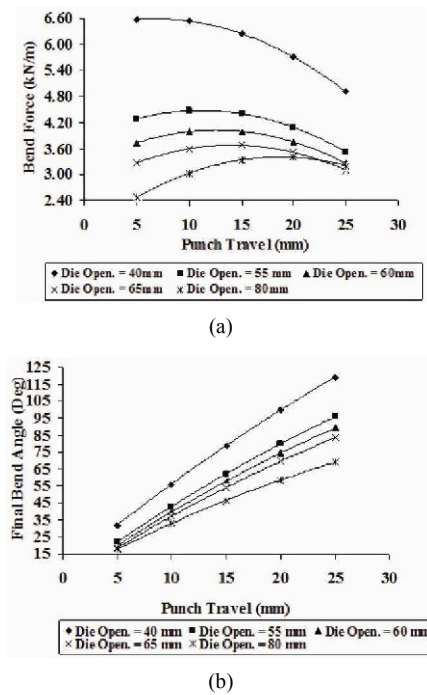 Bend Force (kN/m)
6.60
6.00
5.40
4.80
4.20
3.60
3.00
2.40
0 5 10 15 20 25 30
Punch Travel (mm)
Die Open. = 40mm Die Open. = 55 mm Die Open. = 60mm
Die Open. = 65mm Die Open. = 80mm
(a)
Final Bend Angle (Deg)
125
115
105
95
85
75
65
55
45
35
25
15
0 5 10 15 20 25 30
Punch Travel (mm)
Die Open. = 40 mm Die Open. = 55 mm Die Open. = 60 mm
Die Open. = 65 mm Die Open. = 80 mm
(b)